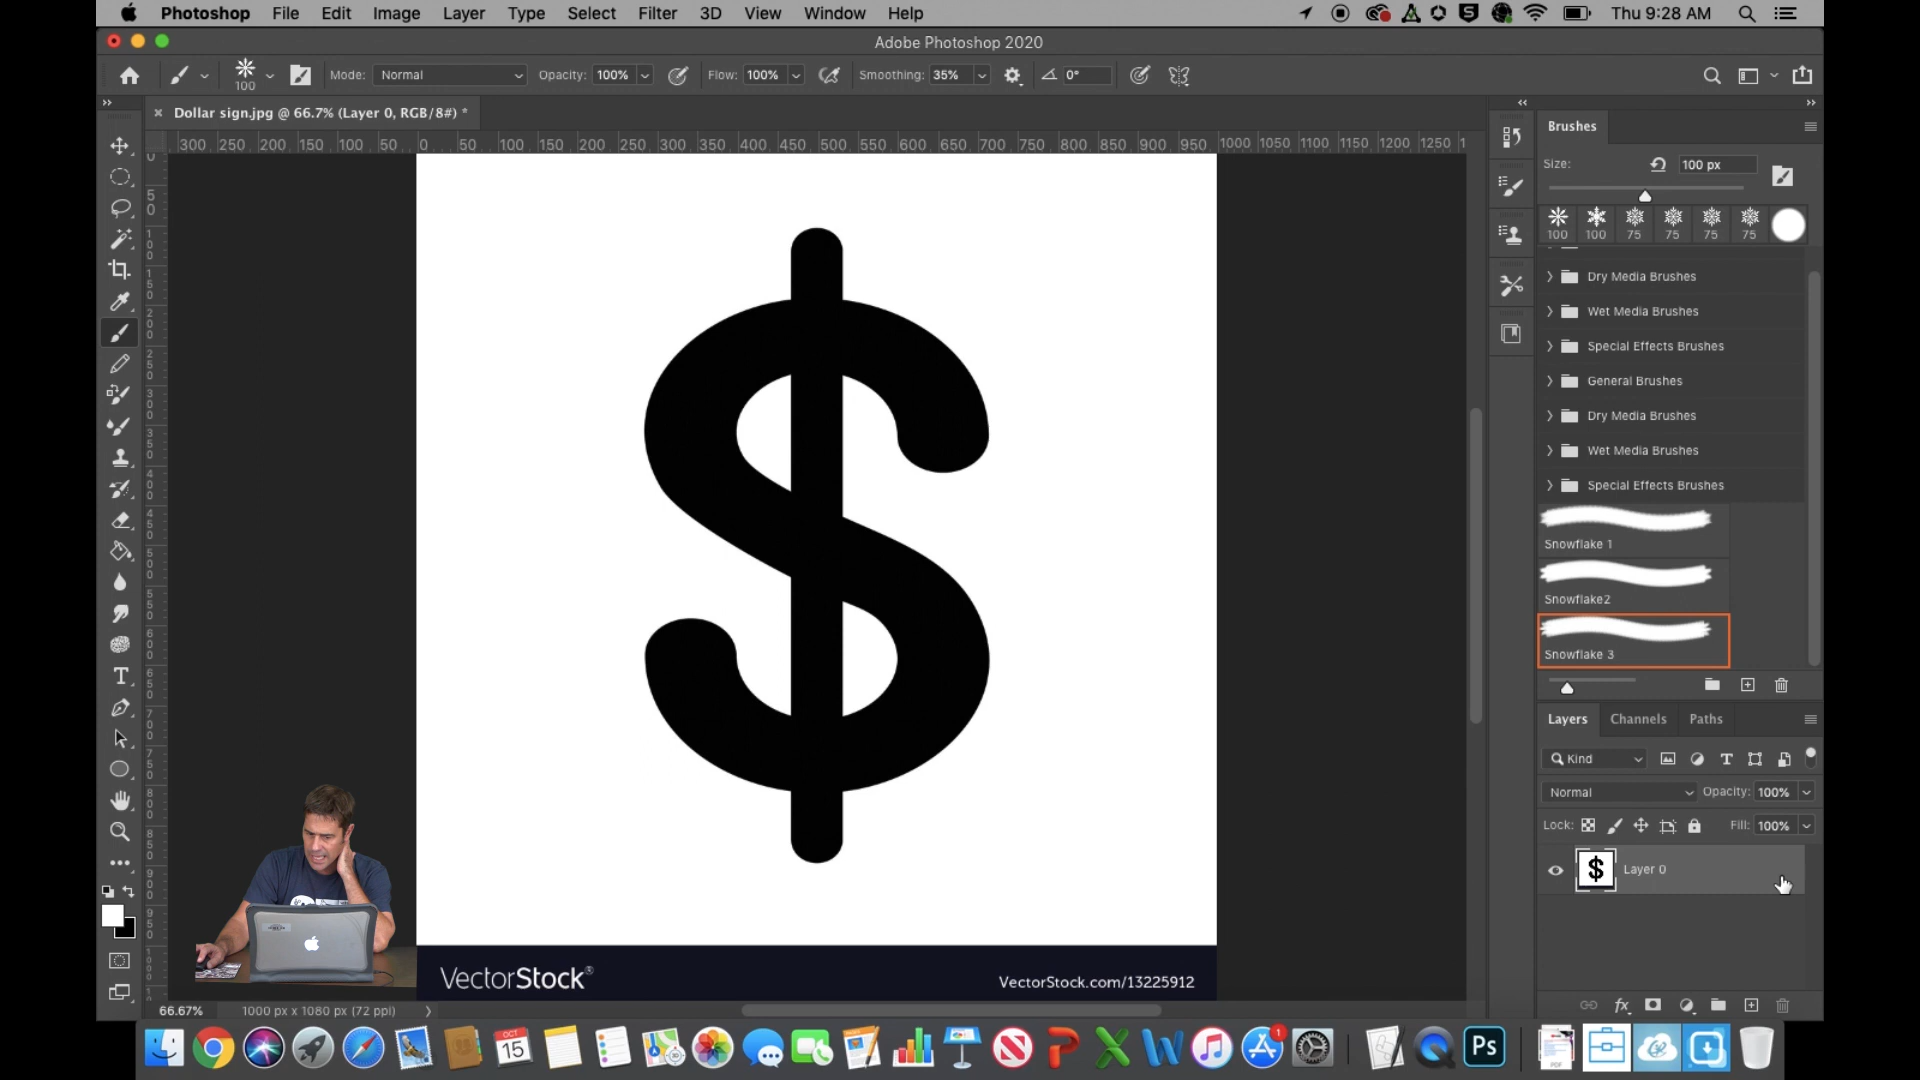 Photoshop File Edit Image Layer Type Select Filter 3D View Window Help Thu 9:28 AM
Adobe Photoshop 2020
100 Mode: Normal Opacity: 100% Flow: 100% Smoothing: 35% 0°
Dollar sign.jpg @ 66.7% (Layer 0, RGB/8#) *
300 250 200 150 100 50 0 50 100 150 200 250 300 350 400 450 500 550 600 650 700 750 800 850 900 950 1000 1050 1100 1150 1200 1250
Brushes
Size: 100 px
100 100 75 75 75 75
Dry Media Brushes
Wet Media Brushes
Special Effects Brushes
General Brushes
Dry Media Brushes
Wet Media Brushes
Special Effects Brushes
Snowflake 1
Snowflake2
Snowflake 3
Layers Channels Paths
Kind
Normal Opacity: 100%
Lock: Fill: 100%
$ Layer 0
$
VectorStock®
VectorStock.com/13225912
66.67% 1000 px x 1080 px (72 ppi)
OCT
15
1
Ps
PDF